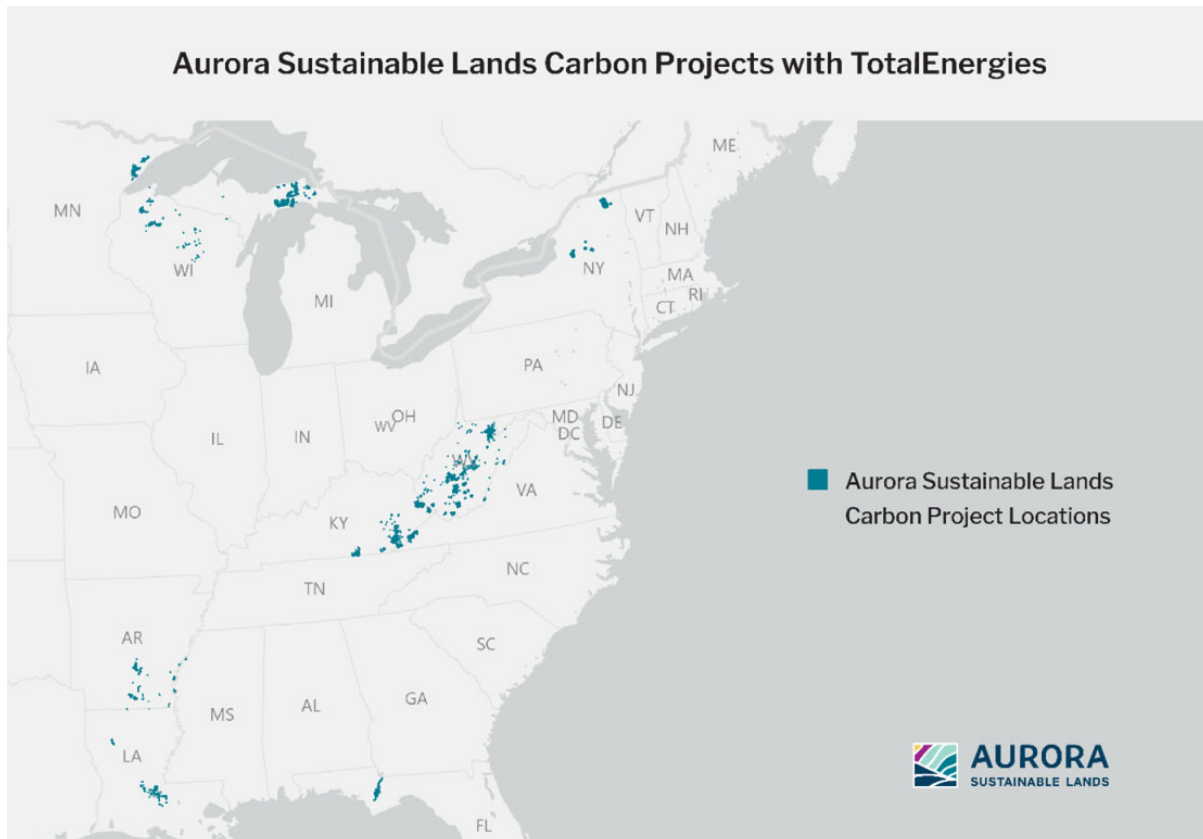 Aurora Sustainable Lands Carbon Projects with TotalEnergies
ME
MN
VT
NH
WI
NY
MA
RI
CT
MI
IA
PA
NJ
OH
WV
MD
DE
DC
IL
IN
WV
VA
MO
KY
Aurora Sustainable Lands
Carbon Project Locations
NC
TN
AR
SC
MS
AL
GA
LA
FL
AURORA
SUSTAINABLE LANDS